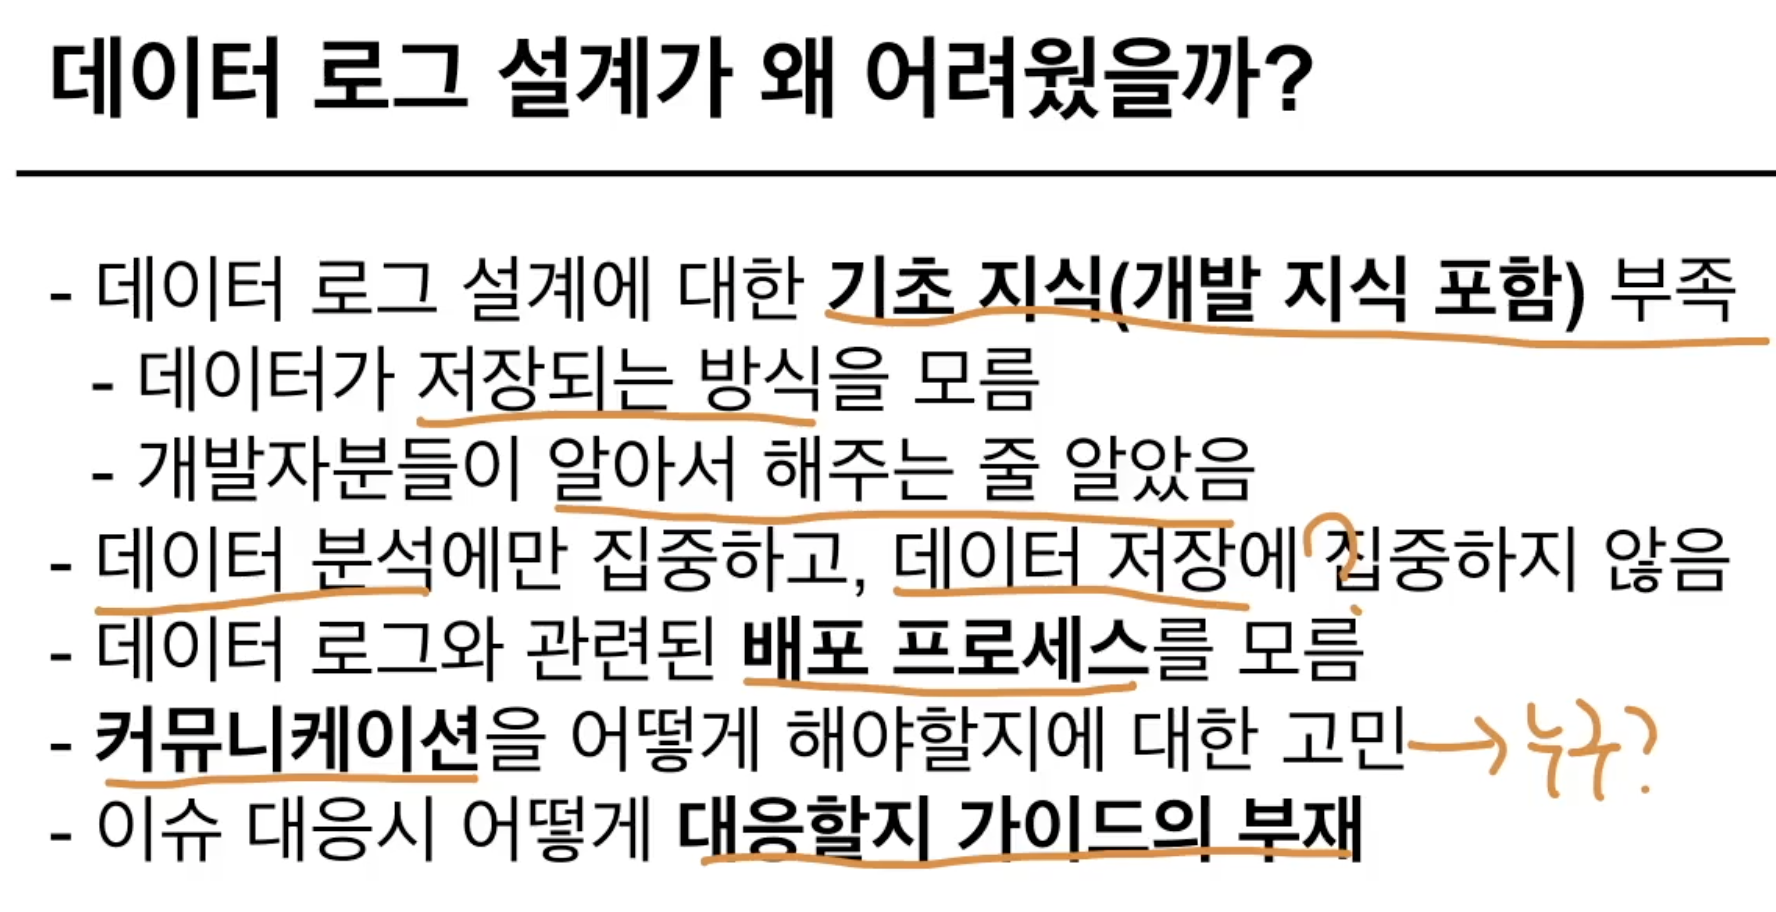 데이터 로그 설계가 왜 어려웠을까?
- 데이터 로그 설계에 대한 기초 지식(개발 지식 포함) 부족
- 데이터가 저장되는 방식을 모름
- 개발자분들이 알아서 해주는 줄 알았음
- 데이터 분석에만 집중하고, 데이터 저장에 집중하지 않음
?
- 데이터 로그와 관련된 배포 프로세스를 모름
- 커뮤니케이션을 어떻게 해야할지에 대한 고민 → 누구?
- 이슈 대응시 어떻게 대응할지 가이드의 부재